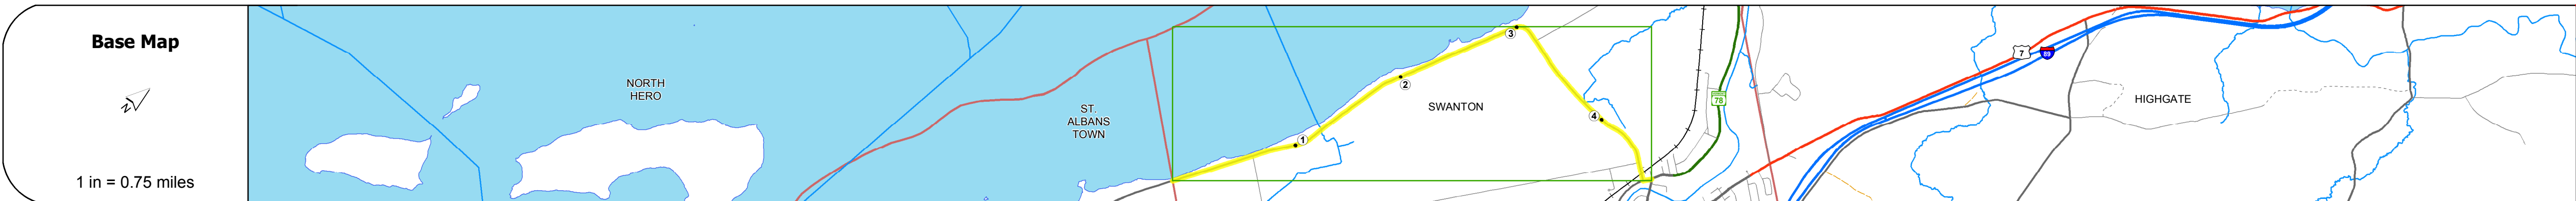 Base Map
N
1 in = 0.75 miles
NORTH
HERO
ST.
ALBANS
TOWN
1
2
3
SWANTON
4
78
7
89
HIGHGATE